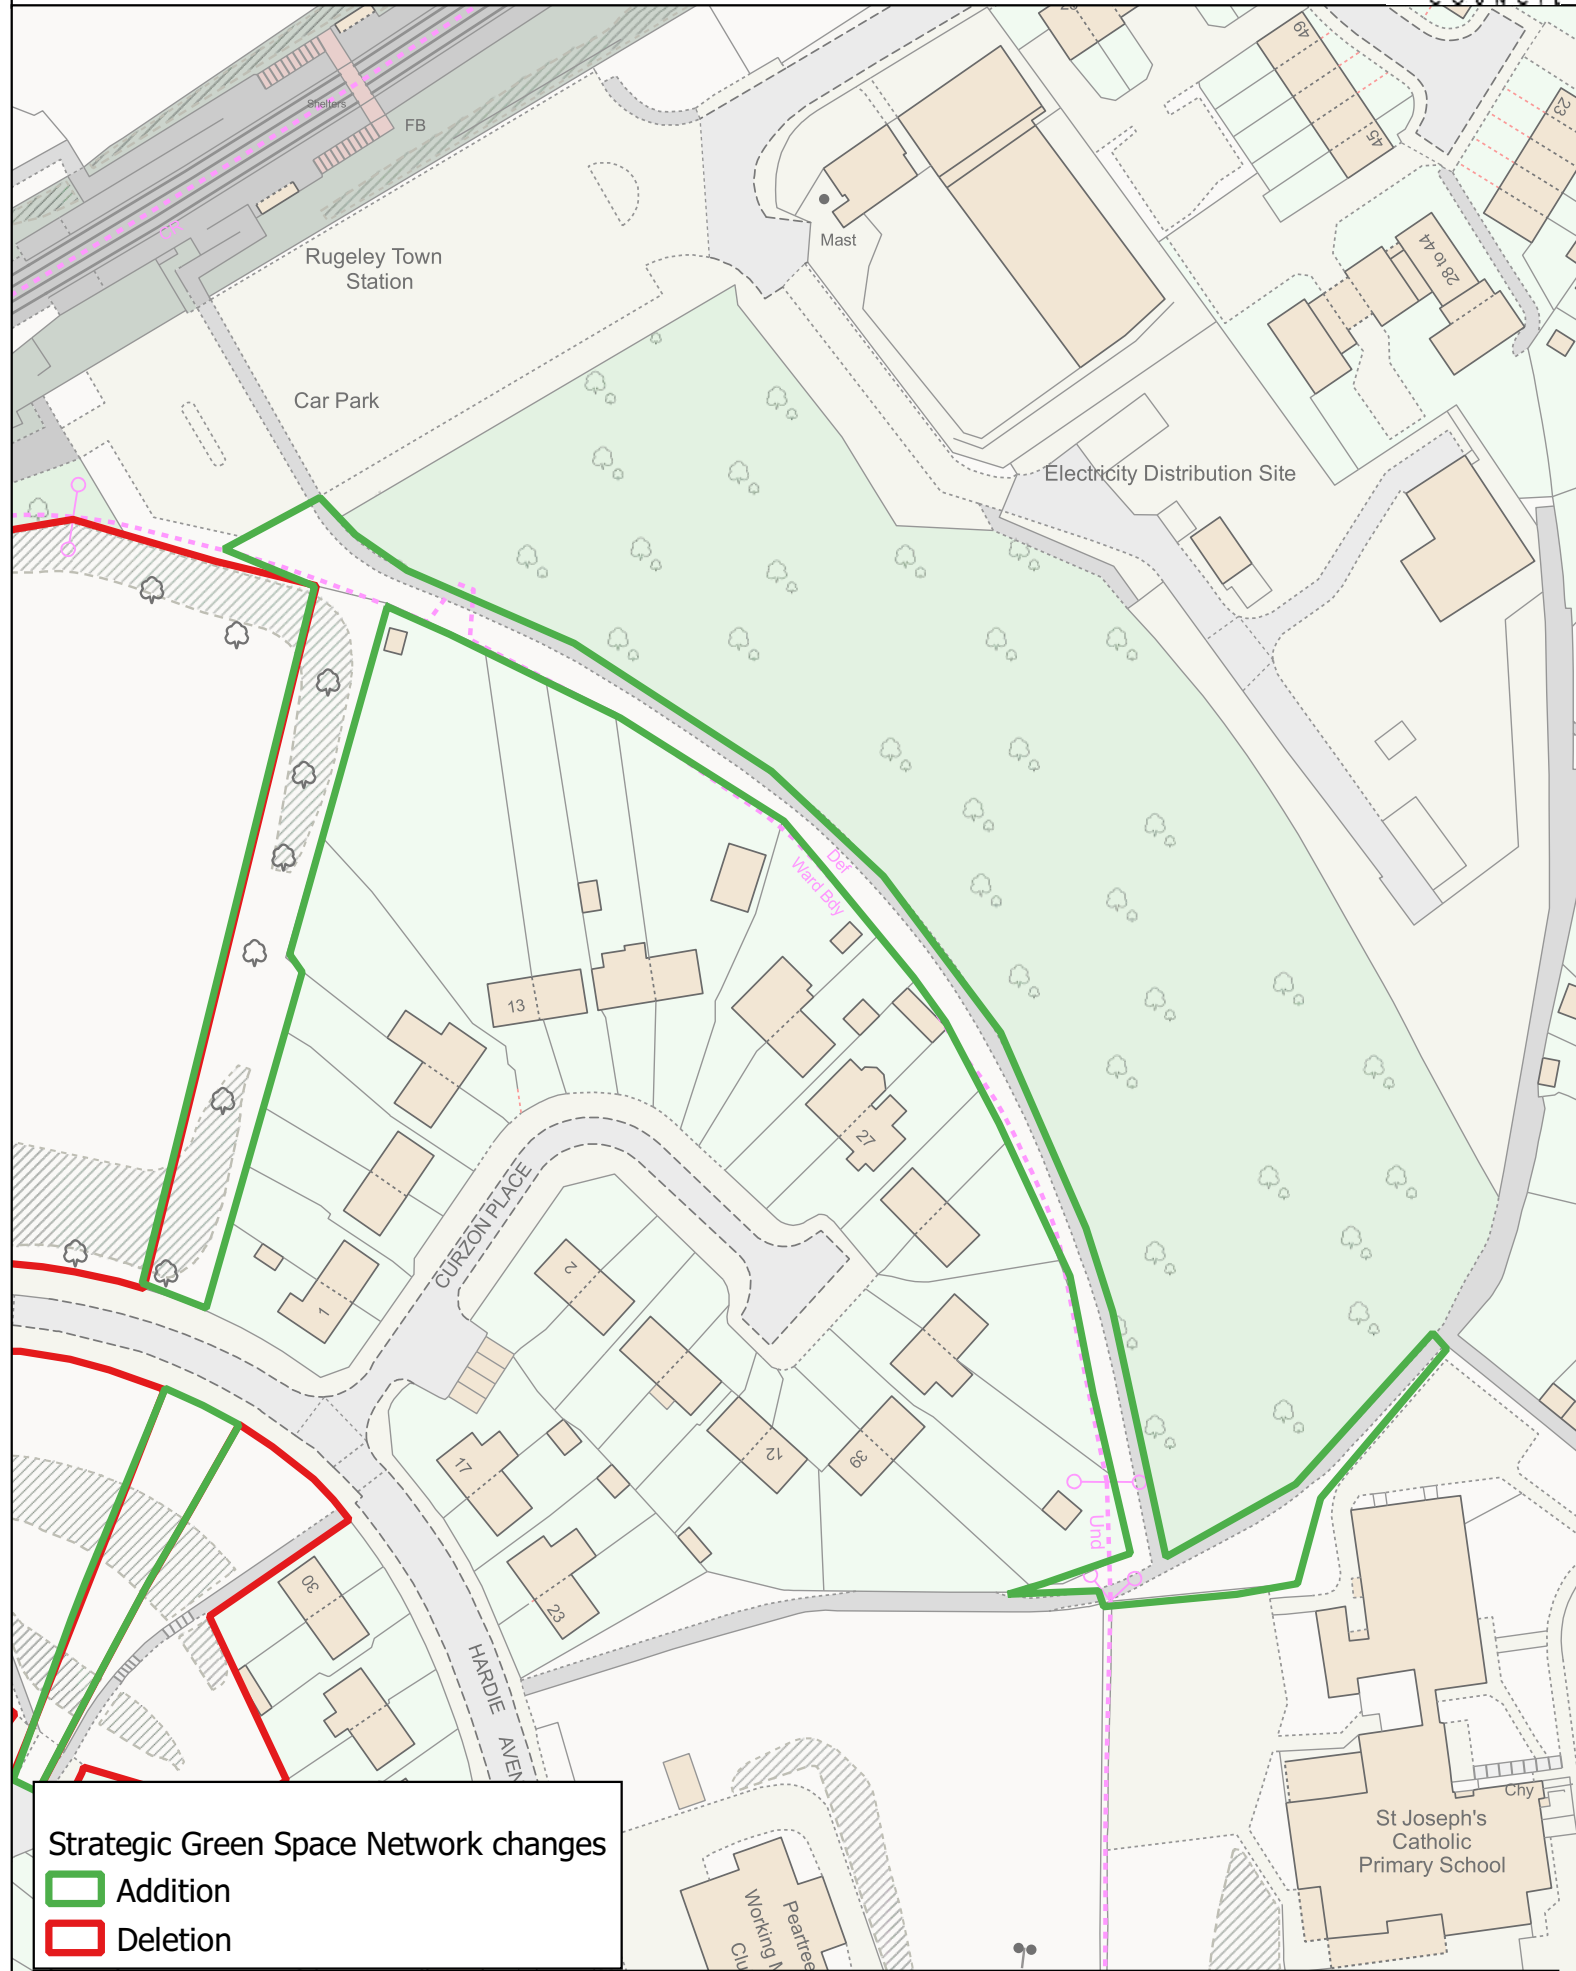 COUNCIL
Shelters
FB
CR
Rugeley Town
Station
Car Park
Mast
49
45
23
28 to 44
Electricity Distribution Site
Def
Ward Bdy
13
27
CURZON PLACE
2
1
12
39
17
23
30
Und
HARDIE
AVEN
Chy
St Joseph's
Catholic
Primary School
Peartree
Working M
Clu
Strategic Green Space Network changes
Addition
Deletion